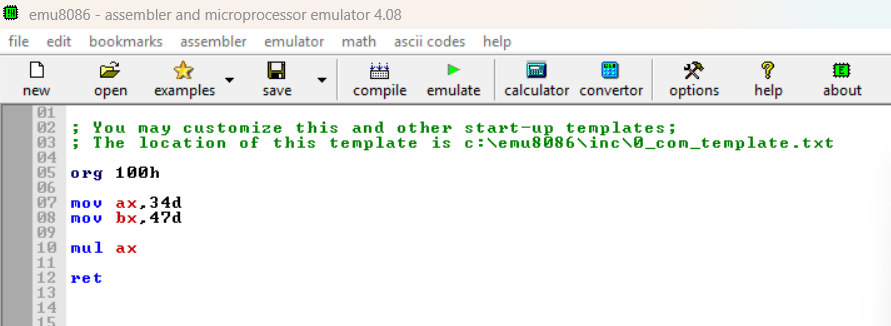 emu8086 - assembler and microprocessor emulator 4.08
file edit bookmarks assembler emulator math ascii codes help
new open examples save compile emulate calculator convertor options help about
01
02 ; You may customize this and other start-up templates;
03 ; The location of this template is c:\emu8086\inc\0_com_template.txt
04
05 org 100h
06
07 mov ax,34d
08 mov bx,47d
09
10 mul ax
11
12 ret
13
14
15